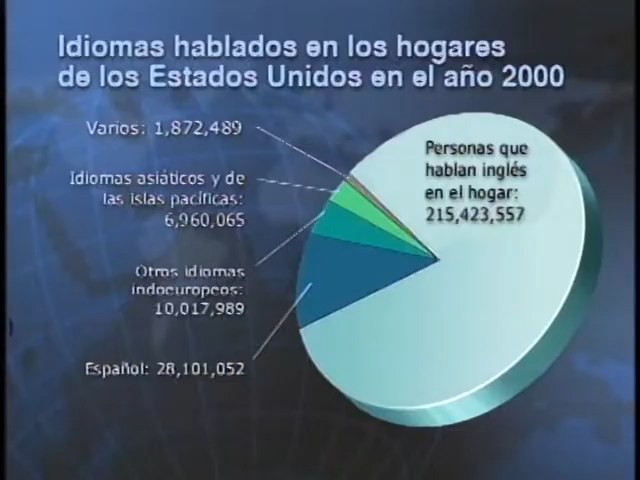 Idiomas hablados en los hogares
de los Estados Unidos en el año 2000
Varios: 1,872,489
Idiomas asiáticos y de
las islas pacíficas:
6,960,065
Otros idiomas
indoeuropeos:
10,017,989
Español: 28,101,052
Personas que
hablan inglés
en el hogar:
215,423,557